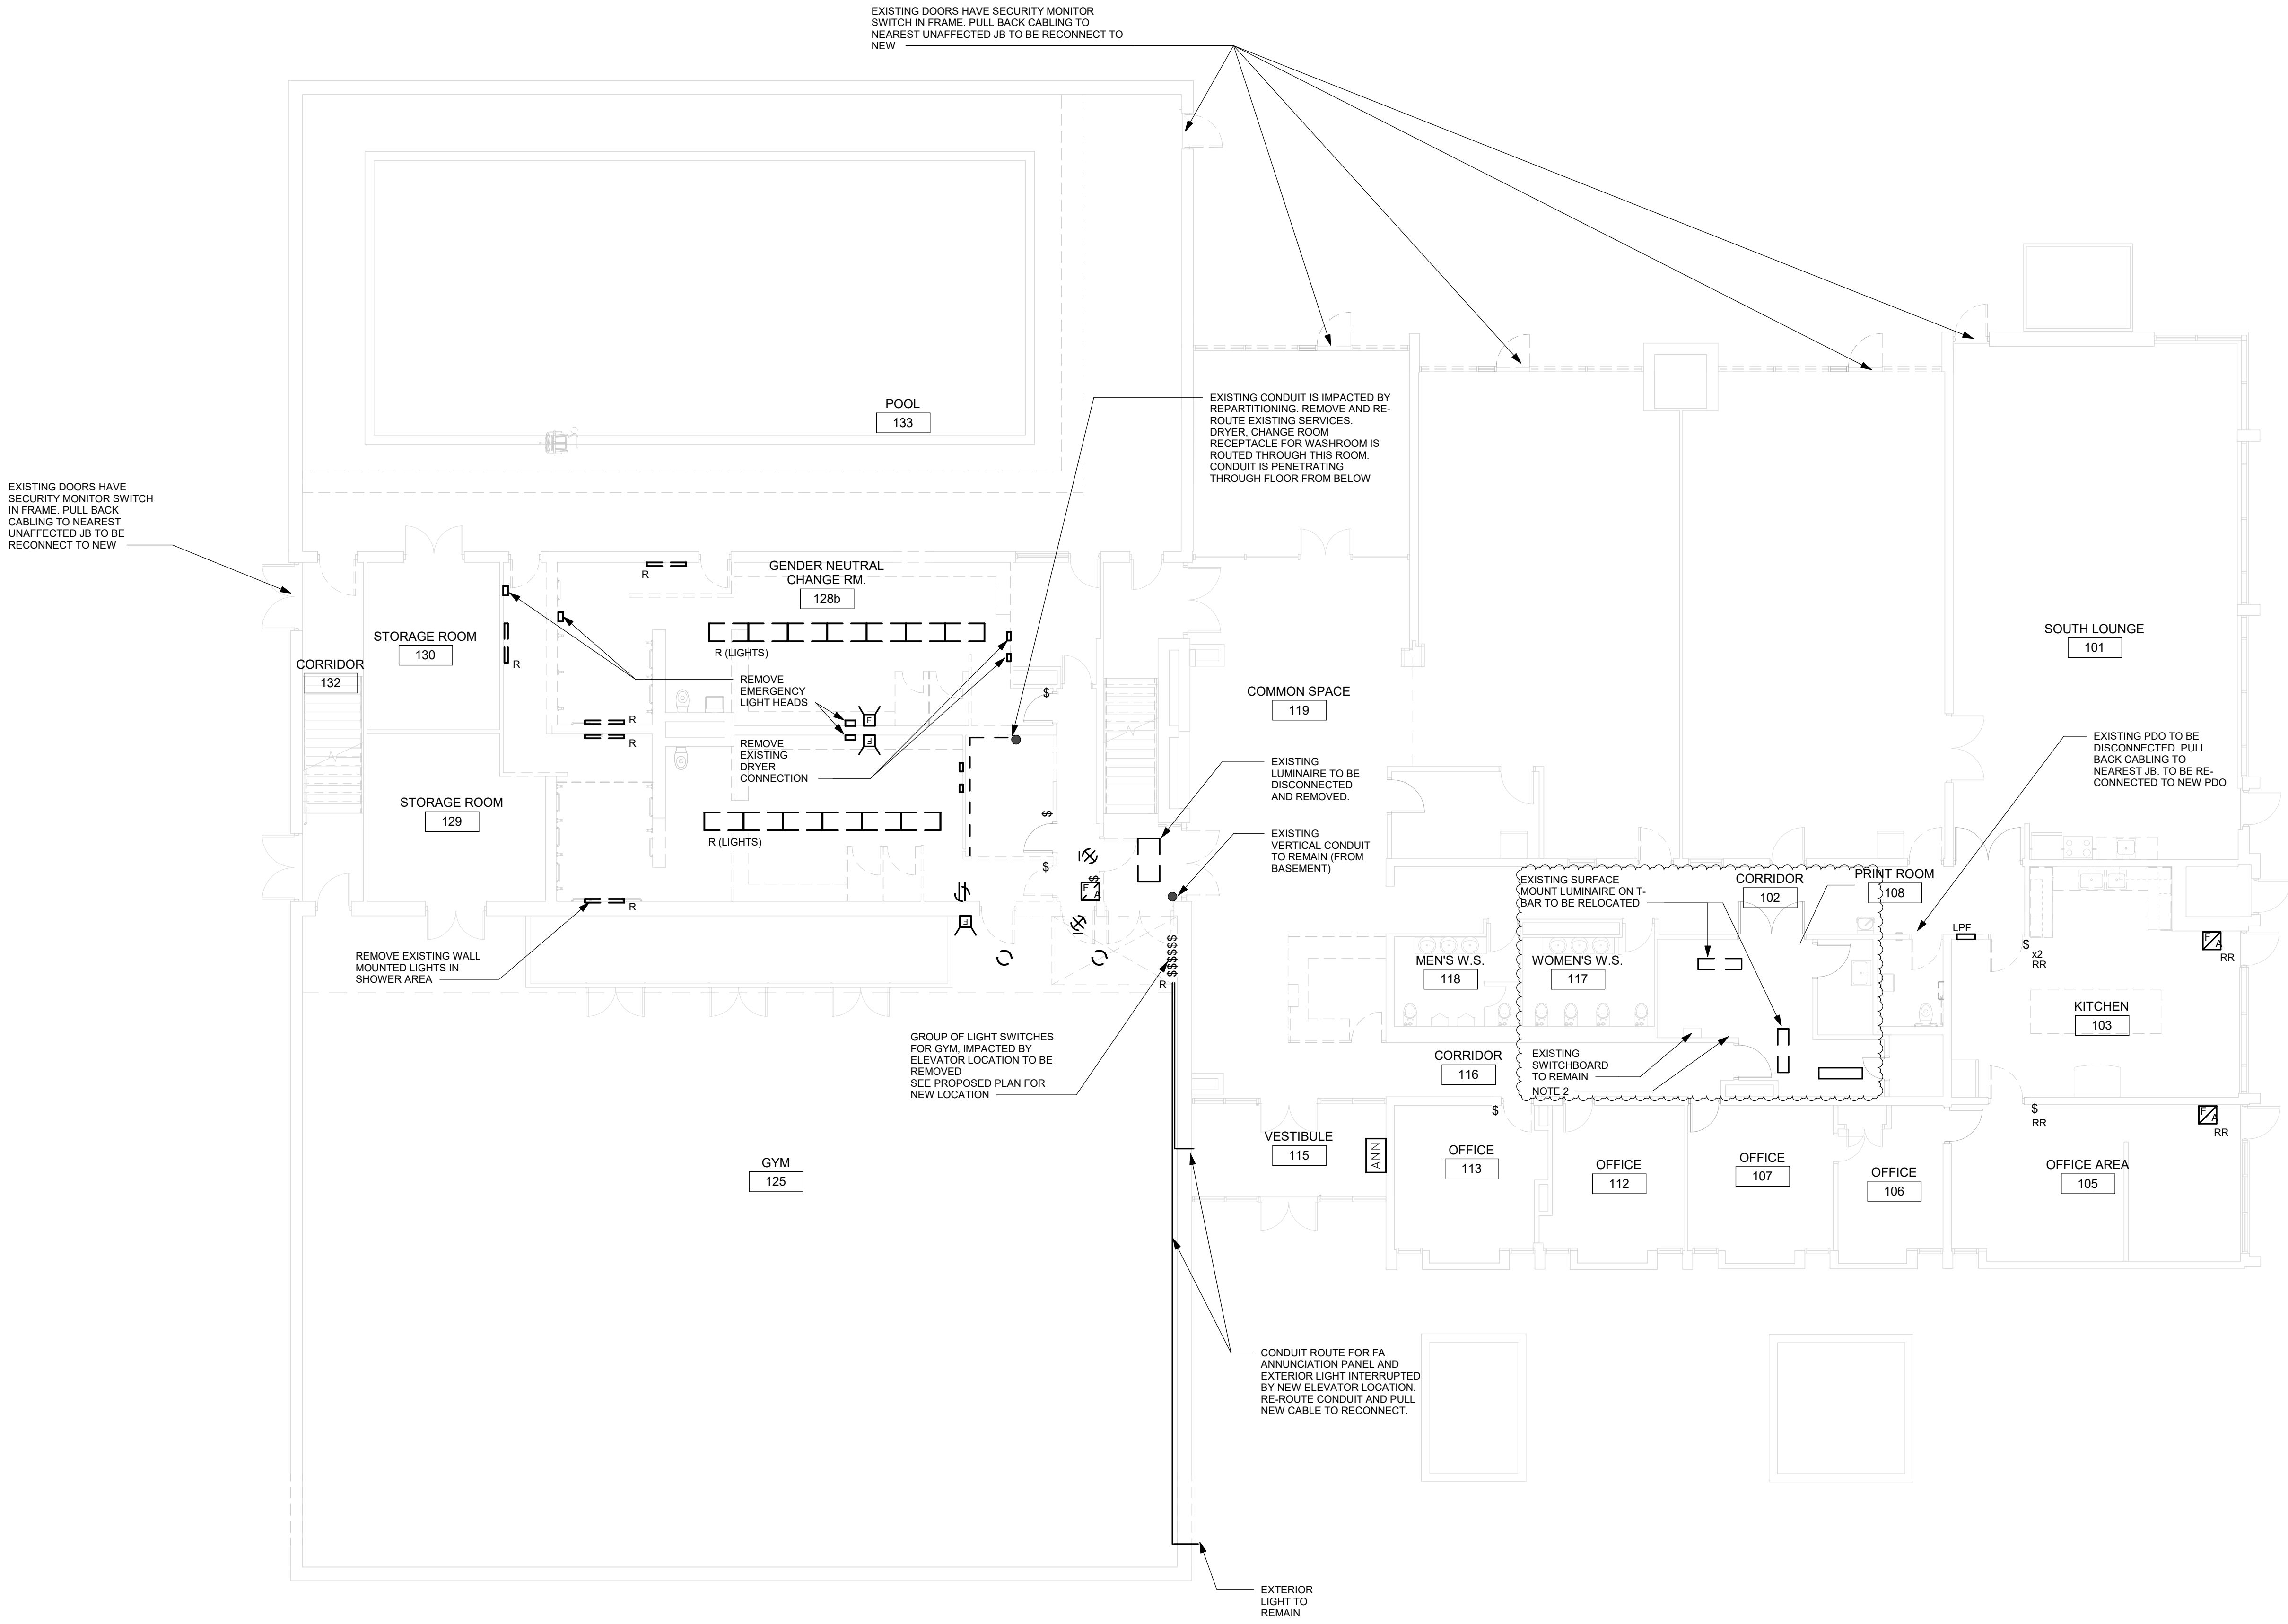 EXISTING DOORS HAVE SECURITY MONITOR
SWITCH IN FRAME. PULL BACK CABLING TO
NEAREST UNAFFECTED JB TO BE RECONNECT TO
NEW
POOL
133
EXISTING CONDUIT IS IMPACTED BY
REPARTITIONING. REMOVE AND RE-
ROUTE EXISTING SERVICES.
DRYER, CHANGE ROOM
RECEPTACLE FOR WASHROOM IS
ROUTED THROUGH THIS ROOM.
CONDUIT IS PENETRATING
THROUGH FLOOR FROM BELOW
EXISTING DOORS HAVE
SECURITY MONITOR SWITCH
IN FRAME. PULL BACK
CABLING TO NEAREST
UNAFFECTED JB TO BE
RECONNECT TO NEW
R
GENDER NEUTRAL
CHANGE RM.
128b
R (LIGHTS)
STORAGE ROOM
130
R
CORRIDOR
132
SOUTH LOUNGE
101
REMOVE
EMERGENCY
LIGHT HEADS
$
COMMON SPACE
119
R
R
F
F
REMOVE
EXISTING
DRYER
CONNECTION
EXISTING PDO TO BE
DISCONNECTED. PULL
BACK CABLING TO
NEAREST JB. TO BE RE-
CONNECTED TO NEW PDO
EXISTING
LUMINAIRE TO BE
DISCONNECTED
AND REMOVED.
STORAGE ROOM
129
$
R (LIGHTS)
EXISTING
VERTICAL CONDUIT
TO REMAIN (FROM
BASEMENT)
$
$
F
A
R
F
EXISTING SURFACE
MOUNT LUMINAIRE ON T-
BAR TO BE RELOCATED
CORRIDOR
102
PRINT ROOM
108
LPF
$
x2
RR
F
A
RR
REMOVE EXISTING WALL
MOUNTED LIGHTS IN
SHOWER AREA
$$$$$$
R
MEN'S W.S.
118
WOMEN'S W.S.
117
KITCHEN
103
GROUP OF LIGHT SWITCHES
FOR GYM, IMPACTED BY
ELEVATOR LOCATION TO BE
REMOVED
SEE PROPOSED PLAN FOR
NEW LOCATION
CORRIDOR
116
EXISTING
SWITCHBOARD
TO REMAIN
NOTE 2
$
$
RR
F
A
RR
GYM
125
VESTIBULE
115
ANN
OFFICE
113
OFFICE
112
OFFICE
107
OFFICE
106
OFFICE AREA
105
CONDUIT ROUTE FOR FA
ANNUNCIATION PANEL AND
EXTERIOR LIGHT INTERRUPTED
BY NEW ELEVATOR LOCATION.
RE-ROUTE CONDUIT AND PULL
NEW CABLE TO RECONNECT.
EXTERIOR
LIGHT TO
REMAIN